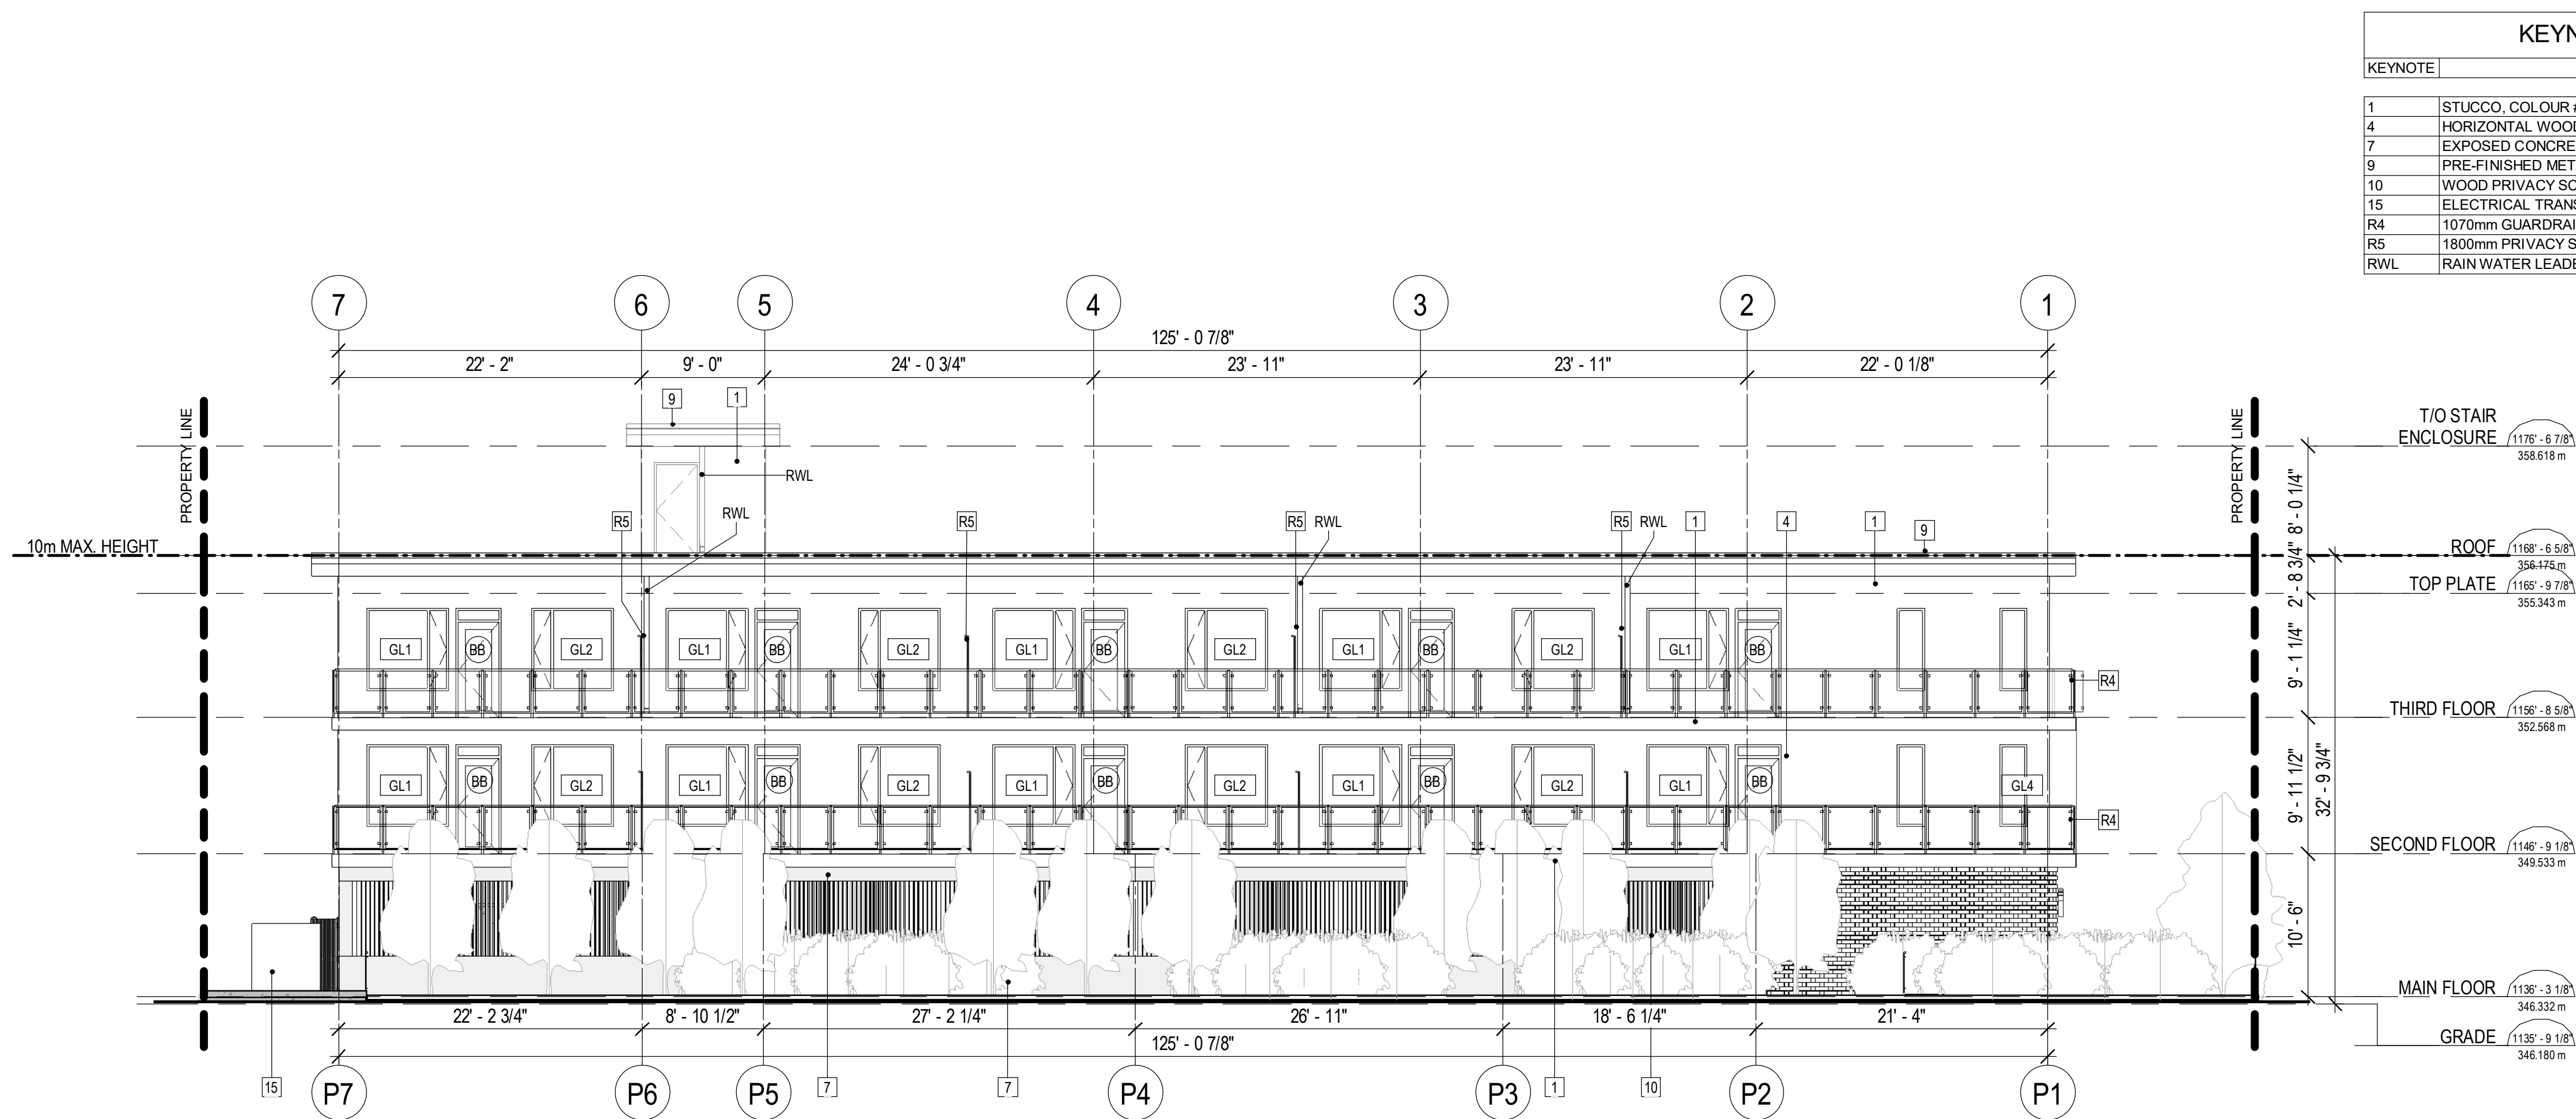 KEYN
KEYNOTE
1 STUCCO, COLOUR #
4 HORIZONTAL WOOD
7 EXPOSED CONCRE
9 PRE-FINISHED MET
10 WOOD PRIVACY SC
15 ELECTRICAL TRANS
R4 1070mm GUARDRAI
R5 1800mm PRIVACY S
RWL RAIN WATER LEADE
7 6 5 4 3 2 1
125' - 0 7/8"
22' - 2" 9' - 0" 24' - 0 3/4" 23' - 11" 23' - 11" 22' - 0 1/8"
9 1
PROPERTY LINE
PROPERTY LINE
T/O STAIR
ENCLOSURE 1176' - 6 7/8"
358.618 m
RWL
8' - 0 1/4"
R5 RWL R5 R5 RWL R5 RWL 1 4 1 9
10m MAX. HEIGHT
ROOF 1168' - 6 5/8"
356.175 m
2' - 8 3/4"
TOP PLATE 1165' - 9 7/8"
355.343 m
GL1 BB GL2 GL1 BB GL2 GL1 BB GL2 GL1 BB GL2 GL1 BB
9' - 1 1/4"
R4
THIRD FLOOR 1156' - 8 5/8"
352.568 m
GL1 BB GL2 GL1 BB GL2 GL1 BB GL2 GL1 BB GL2 GL1 BB GL4
9' - 11 1/2"
32' - 9 3/4"
R4
SECOND FLOOR 1146' - 9 1/8"
349.533 m
10' - 6"
MAIN FLOOR 1136' - 3 1/8"
346.332 m
22' - 2 3/4" 8' - 10 1/2" 27' - 2 1/4" 26' - 11" 18' - 6 1/4" 21' - 4"
GRADE 1135' - 9 1/8"
346.180 m
125' - 0 7/8"
15 7 7 1 10
P7 P6 P5 P4 P3 P2 P1